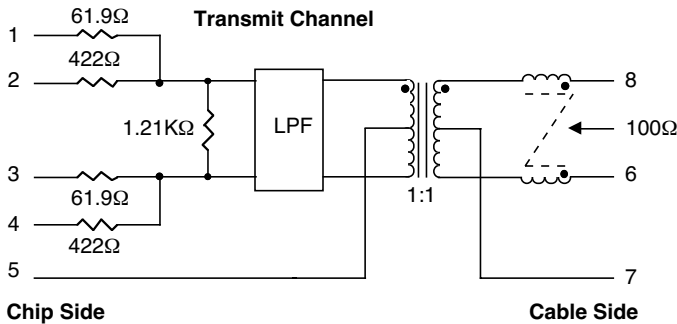 61.9Ω
Transmit Channel
1
422Ω
2
8
1.21KΩ
LPF
100Ω
3
6
61.9Ω
1:1
4
422Ω
5
7
Chip Side
Cable Side